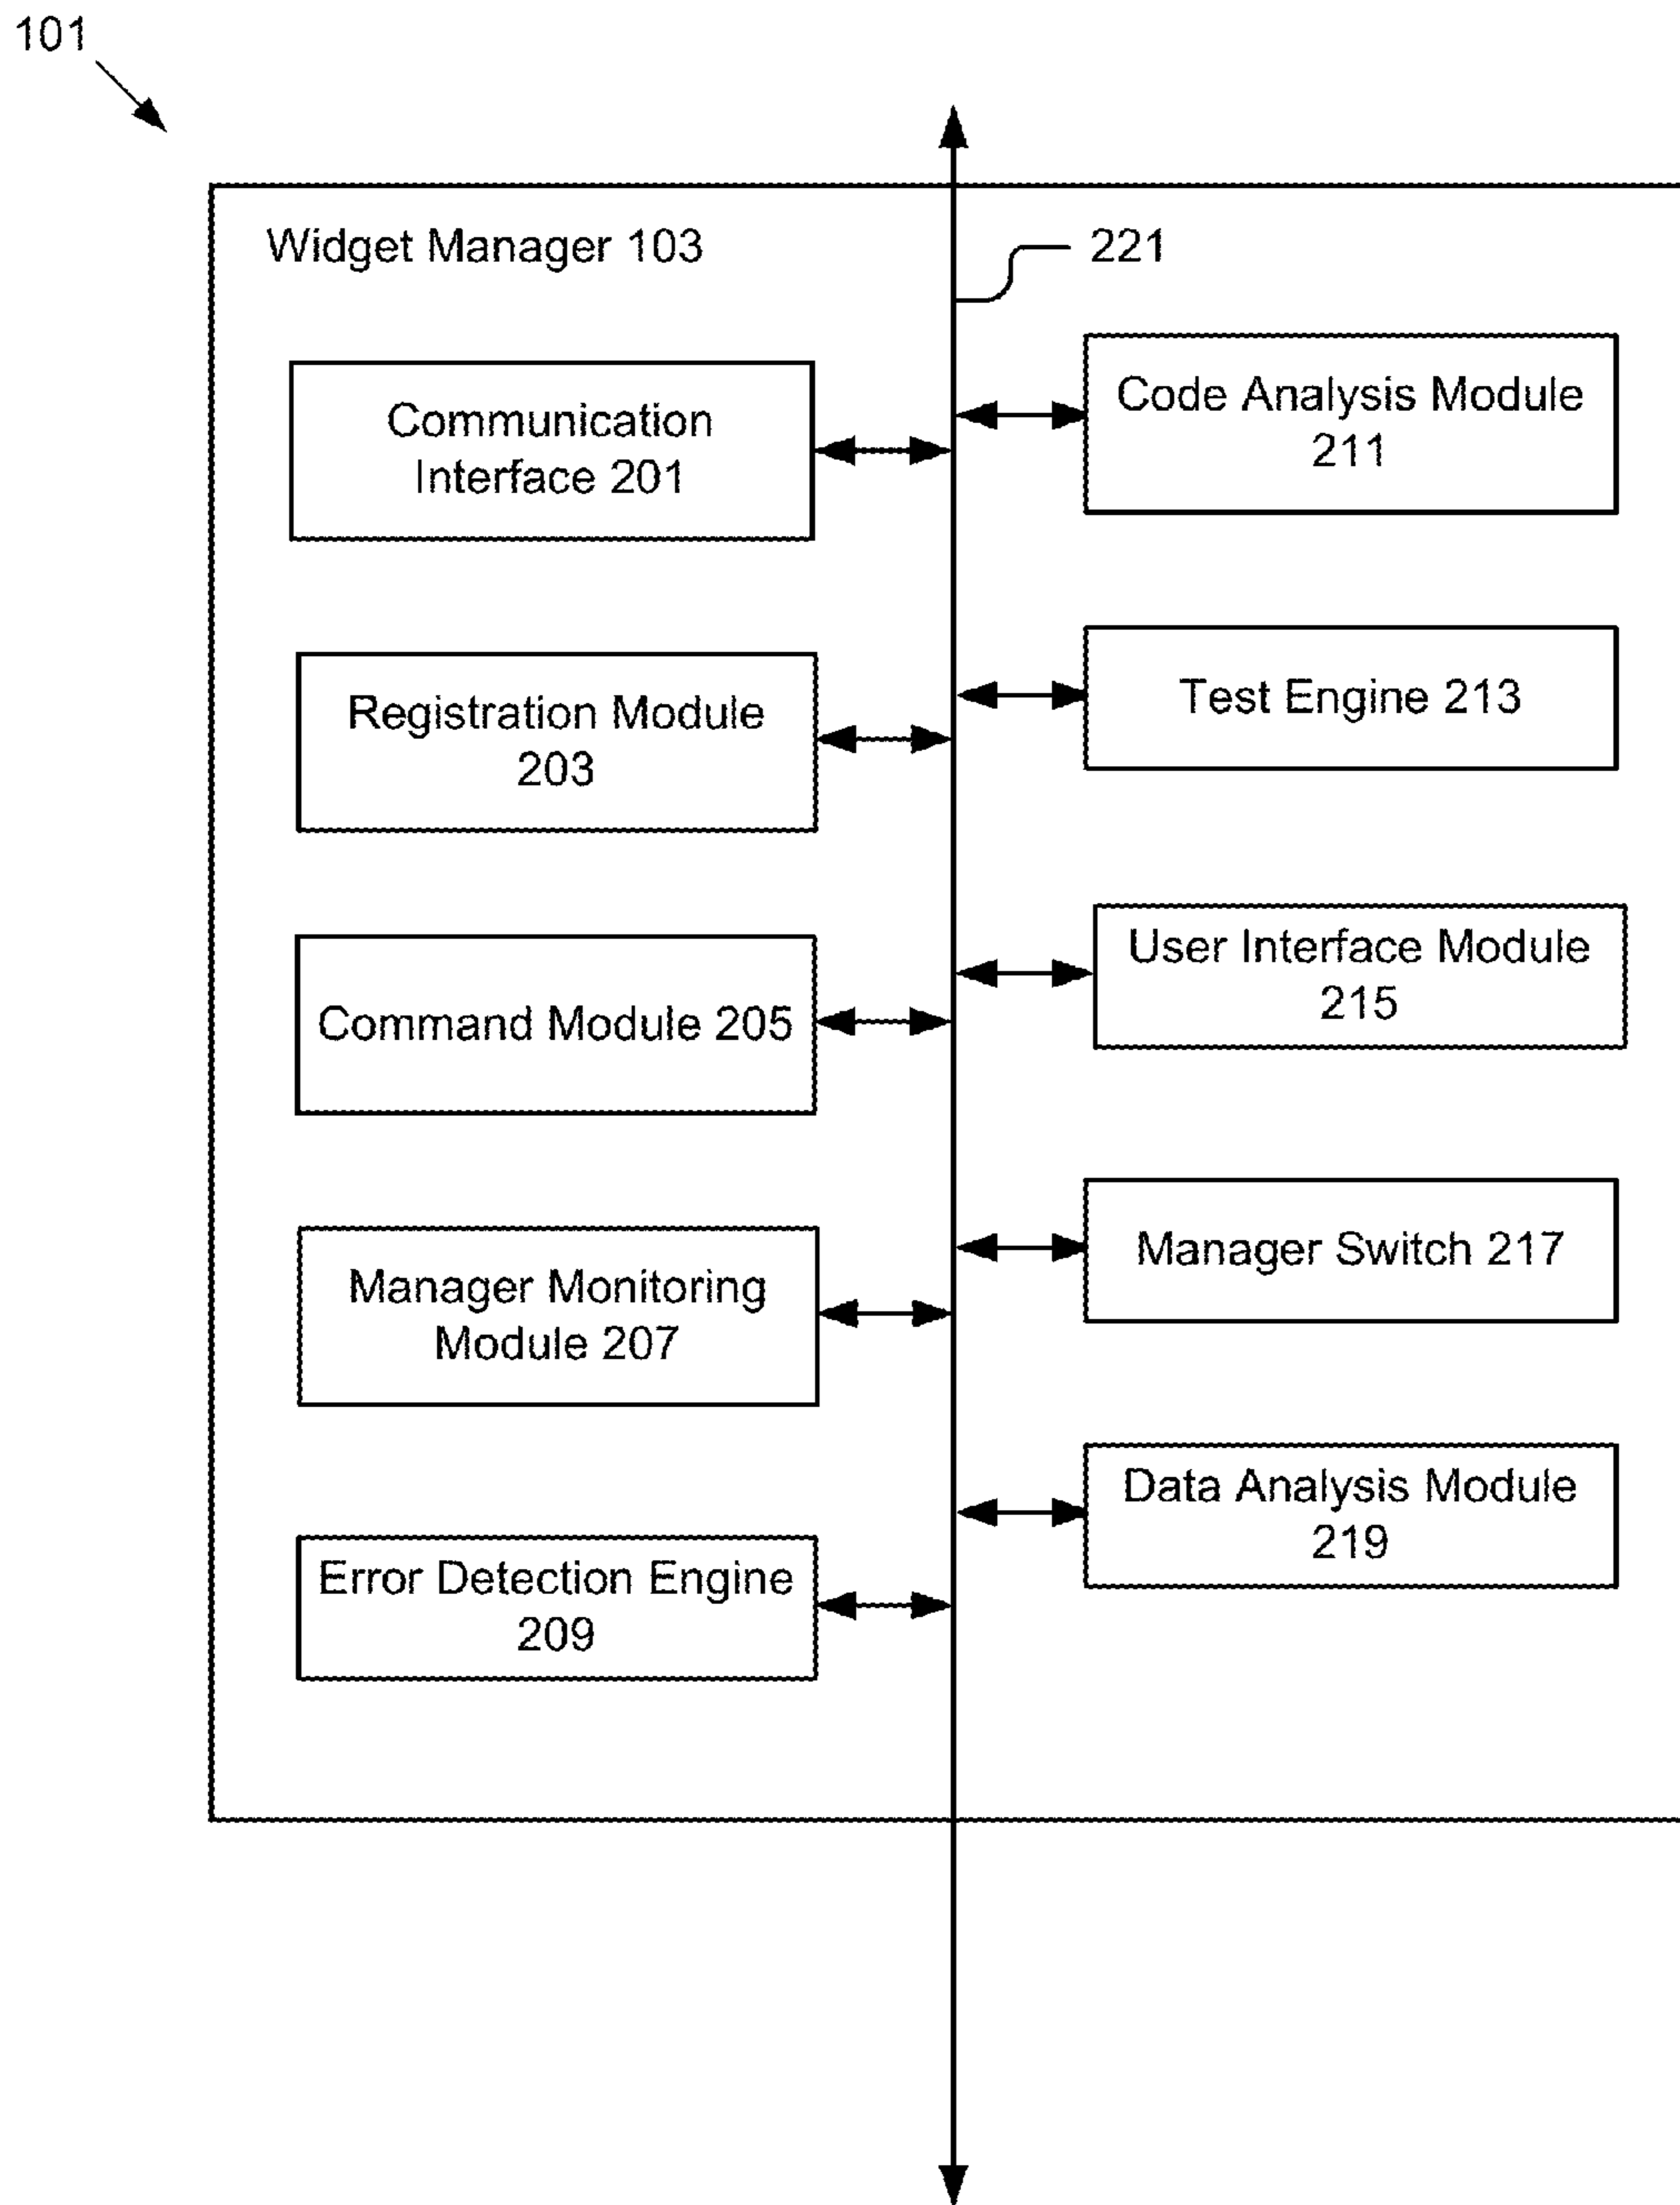 101
Widget Manager 103
221
Communication
Interface 201
Registration Module
203
Command Module 205
Manager Monitoring
Module 207
Error Detection Engine
209
Code Analysis Module
211
Test Engine 213
User Interface Module
215
Manager Switch 217
Data Analysis Module
219